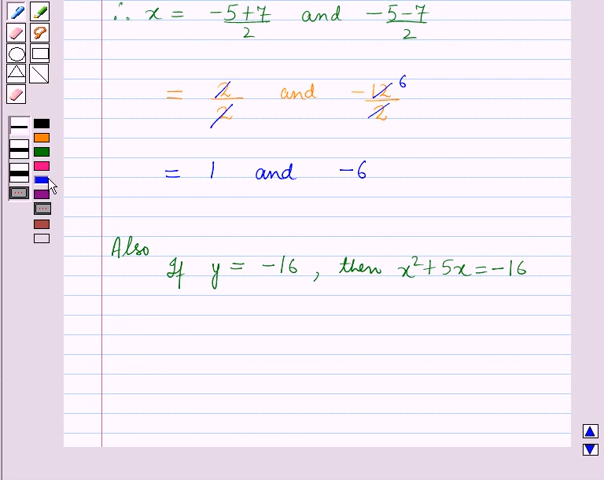 ∴ x = -5+7/2 and -5-7/2
= 2/2 and -12/2 6
= 1 and -6
Also
If y = -16, then x²+5x=-16